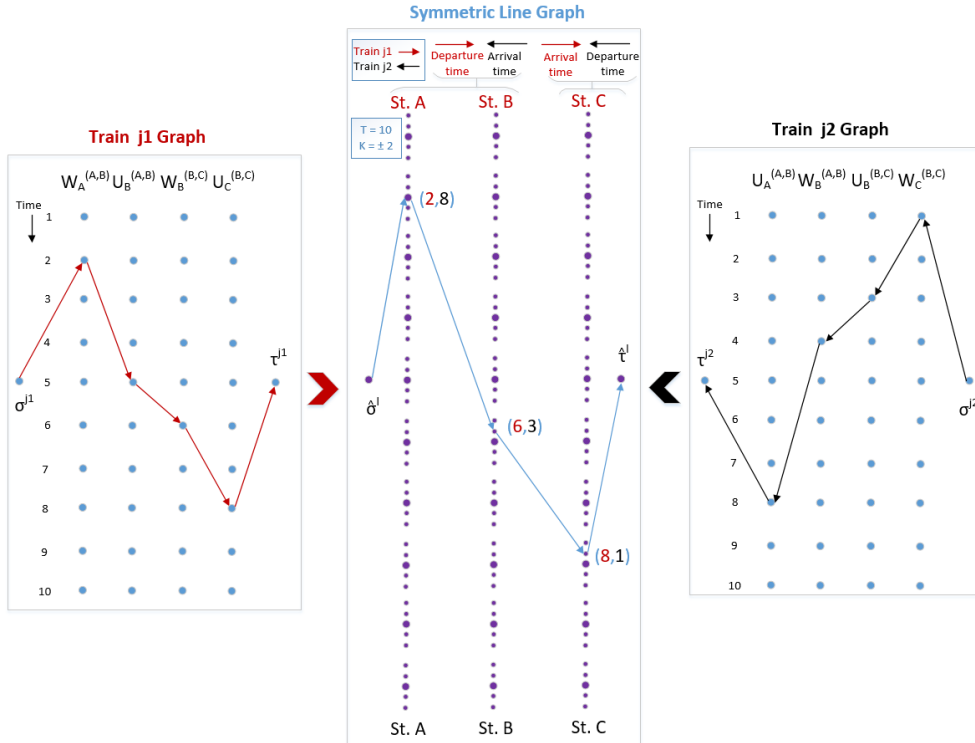 Symmetric Line Graph
Train j1 →
Train j2 ←
Departure time
Arrival time
Arrival time
Departure time
St. A St. B St. C
T = 10
K = ± 2
(2,8)
(6,3)
(8,1)
σ̂^l
τ̂^l
St. A St. B St. C
Train j1 Graph
W_A^(A,B) U_B^(A,B) W_B^(B,C) U_C^(B,C)
Time
1
2
3
4
5
6
7
8
9
10
σ^j1
τ^j1
Train j2 Graph
U_A^(A,B) W_B^(A,B) U_B^(B,C) W_C^(B,C)
Time
1
2
3
4
5
6
7
8
9
10
τ^j2
σ^j2